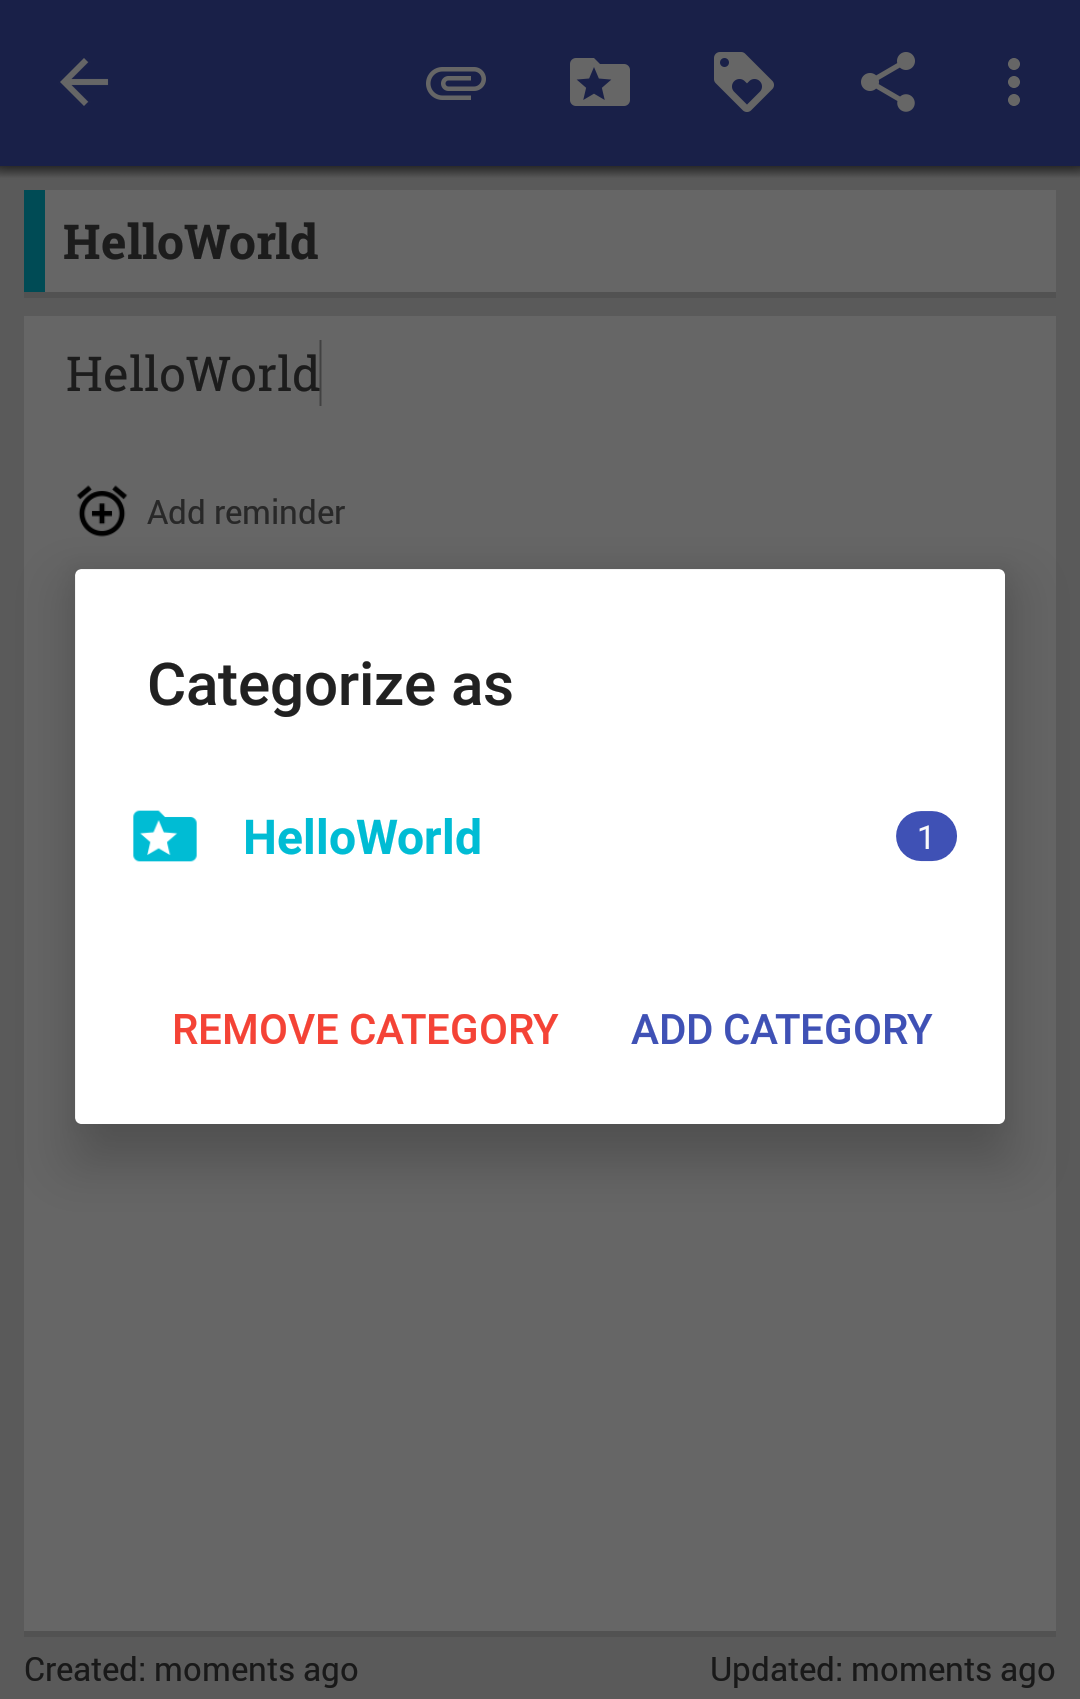 HelloWorld
HelloWorld
Add reminder
Categorize as
HelloWorld
1
REMOVE CATEGORY
ADD CATEGORY
Created: moments ago
Updated: moments ago